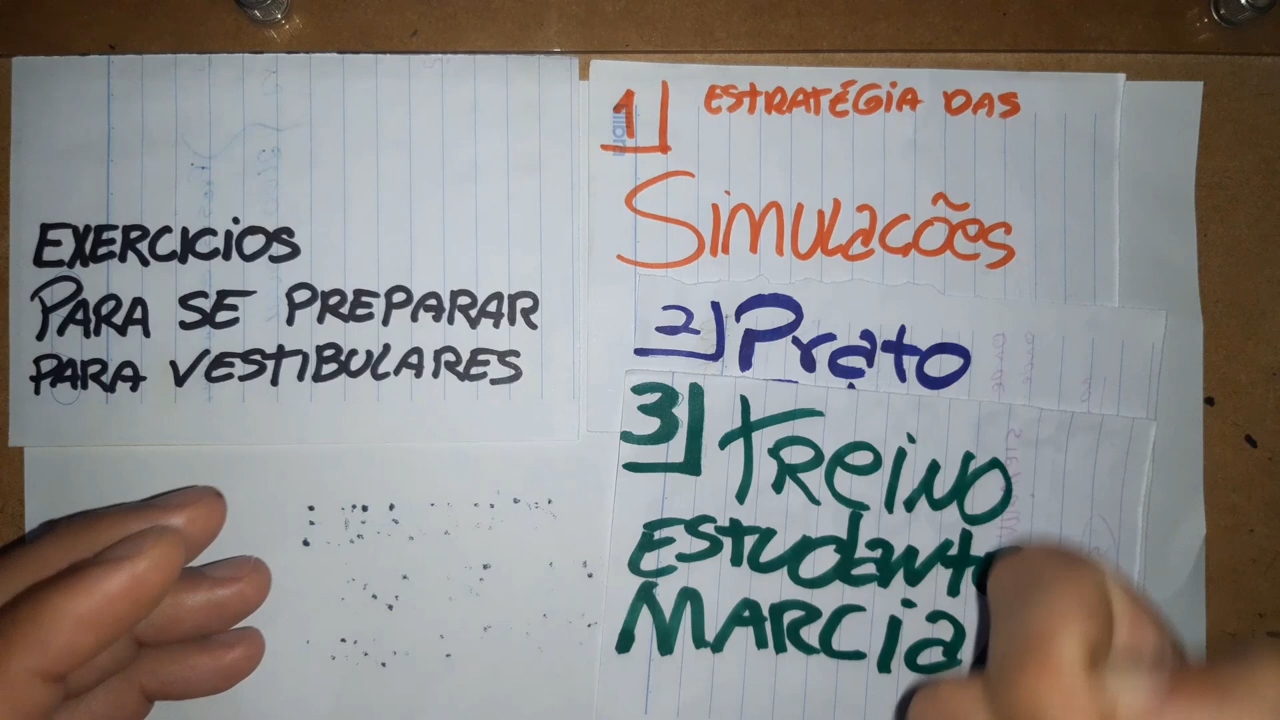 EXERCICIOS
PARA SE PREPARAR
PARA VESTIBULARES
1 ESTRATÉGIA DAS
Simulacões
2 Prato
3 TREINO
ESTUDANTE
MARCIA